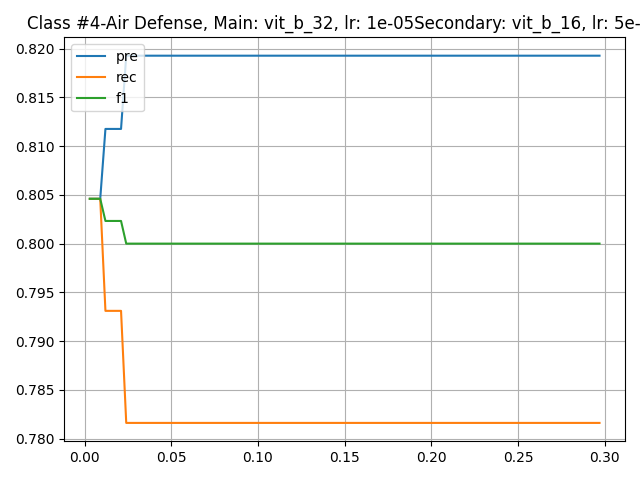 Class #4-Air Defense, Main: vit_b_32, lr: 1e-05Secondary: vit_b_16, lr: 5e-
pre
rec
f1
0.820
0.815
0.810
0.805
0.800
0.795
0.790
0.785
0.780
0.00 0.05 0.10 0.15 0.20 0.25 0.30